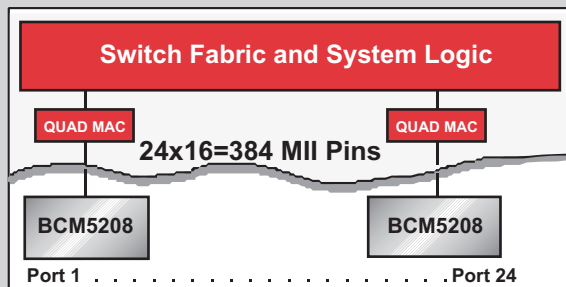 Switch Fabric and System Logic
QUAD MAC QUAD MAC
24x16=384 MII Pins
BCM5208 BCM5208
Port 1 . . . . . . . . . . . . . . . . . . . . Port 24